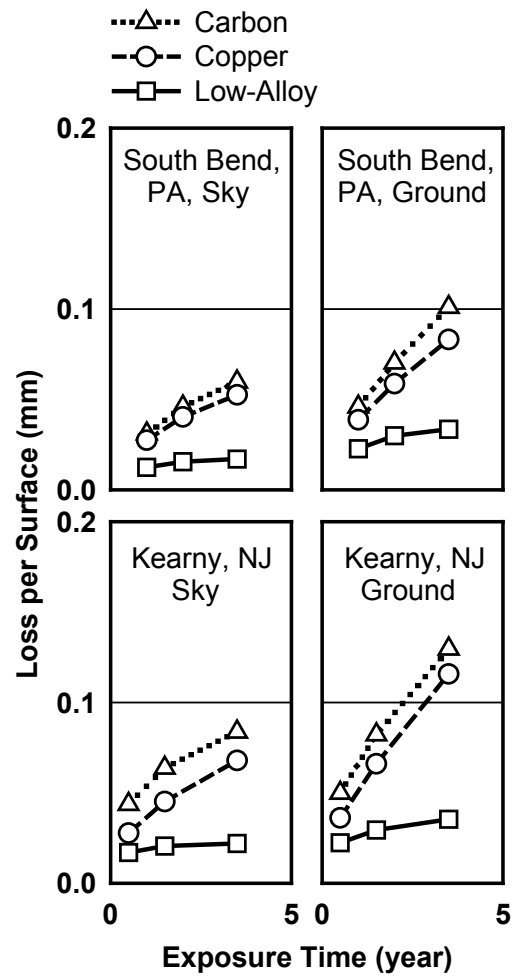 Carbon
Copper
Low-Alloy
Loss per Surface (mm)
0.2
South Bend,
PA, Sky
South Bend,
PA, Ground
0.1
0.0
0.2
Kearny, NJ
Sky
Kearny, NJ
Ground
0.1
0.0
0 5 0 5
Exposure Time (year)